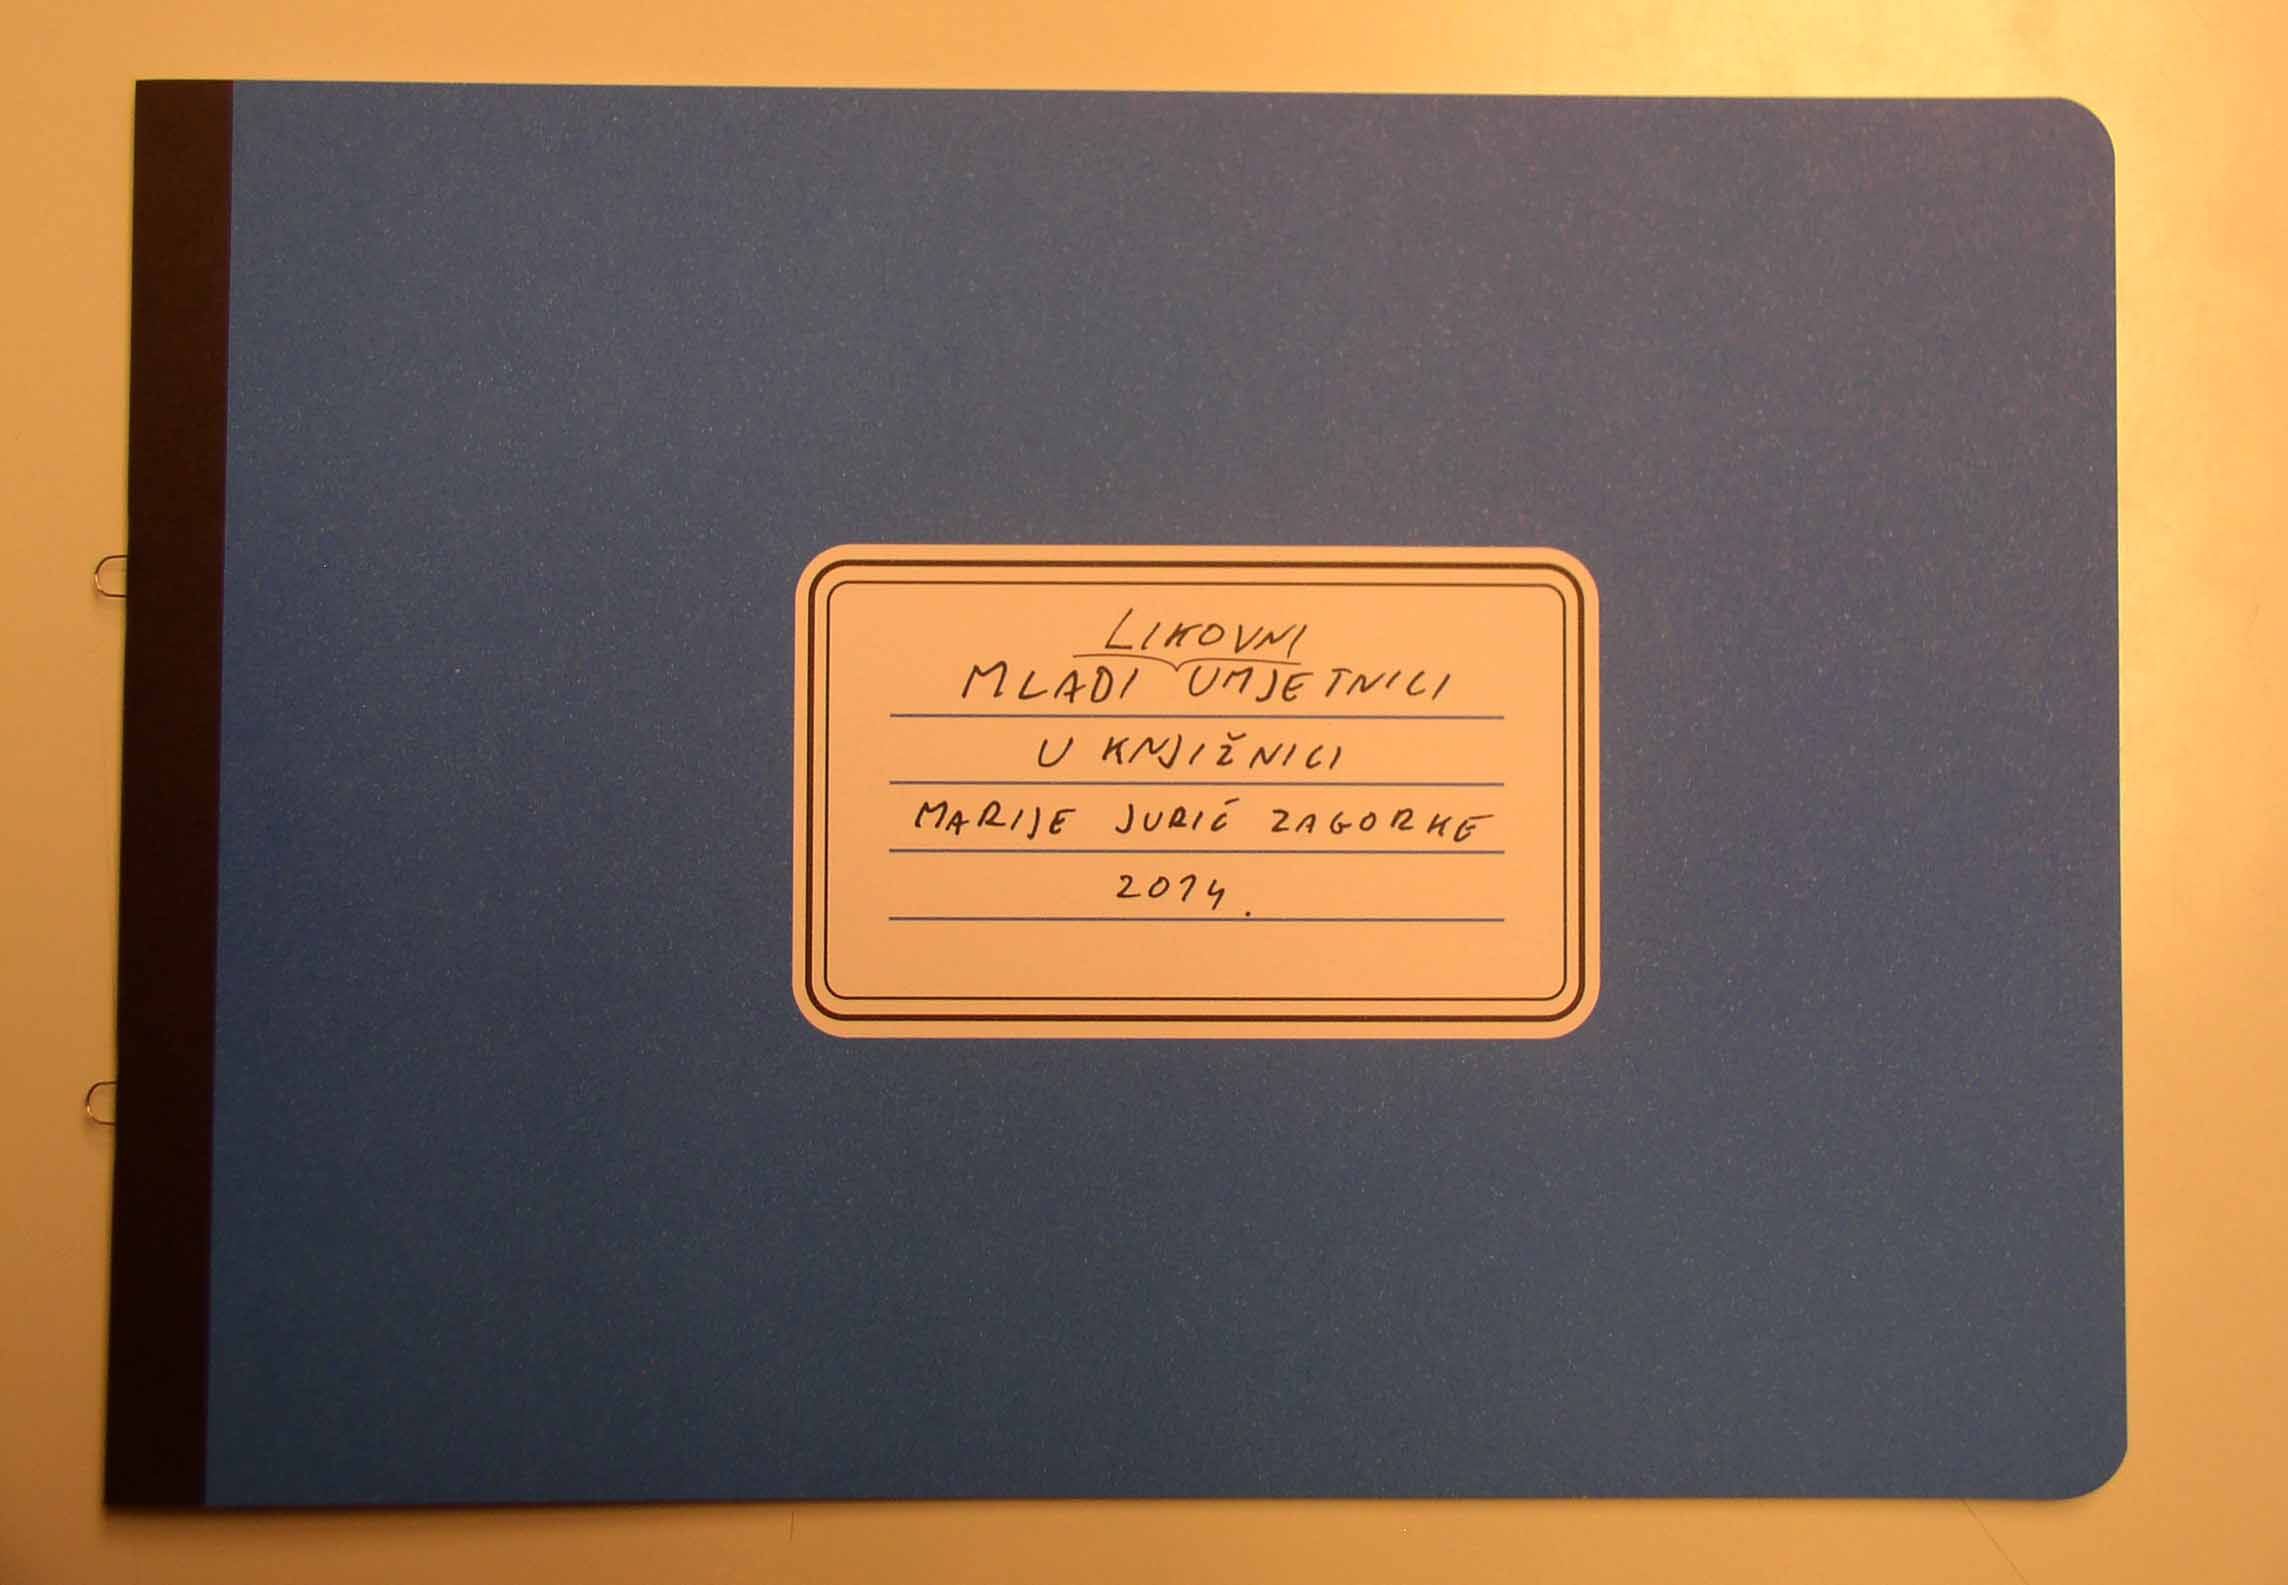 LIKOVNI
MLADI UMJETNICI
U KNJIŽNICI
MARIJE JURIĆ ZAGORKE
2014.